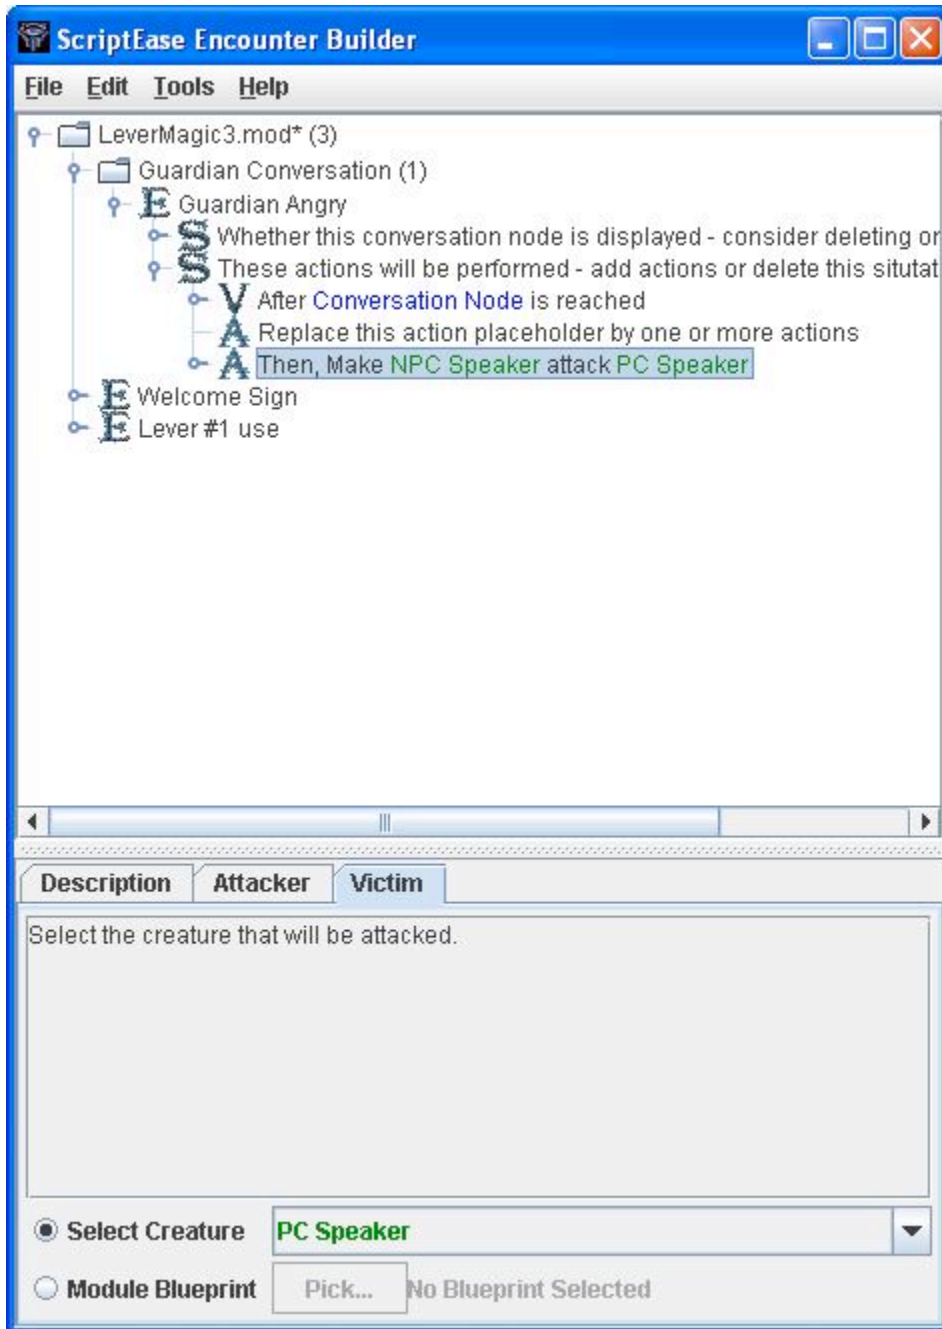 ScriptEase Encounter Builder
File Edit Tools Help
LeverMagic3.mod* (3)
Guardian Conversation (1)
E Guardian Angry
S Whether this conversation node is displayed - consider deleting or
S These actions will be performed - add actions or delete this situtat
V After Conversation Node is reached
A Replace this action placeholder by one or more actions
A Then, Make NPC Speaker attack PC Speaker
E Welcome Sign
E Lever #1 use
Description Attacker Victim
Select the creature that will be attacked.
Select Creature PC Speaker
Module Blueprint Pick... No Blueprint Selected